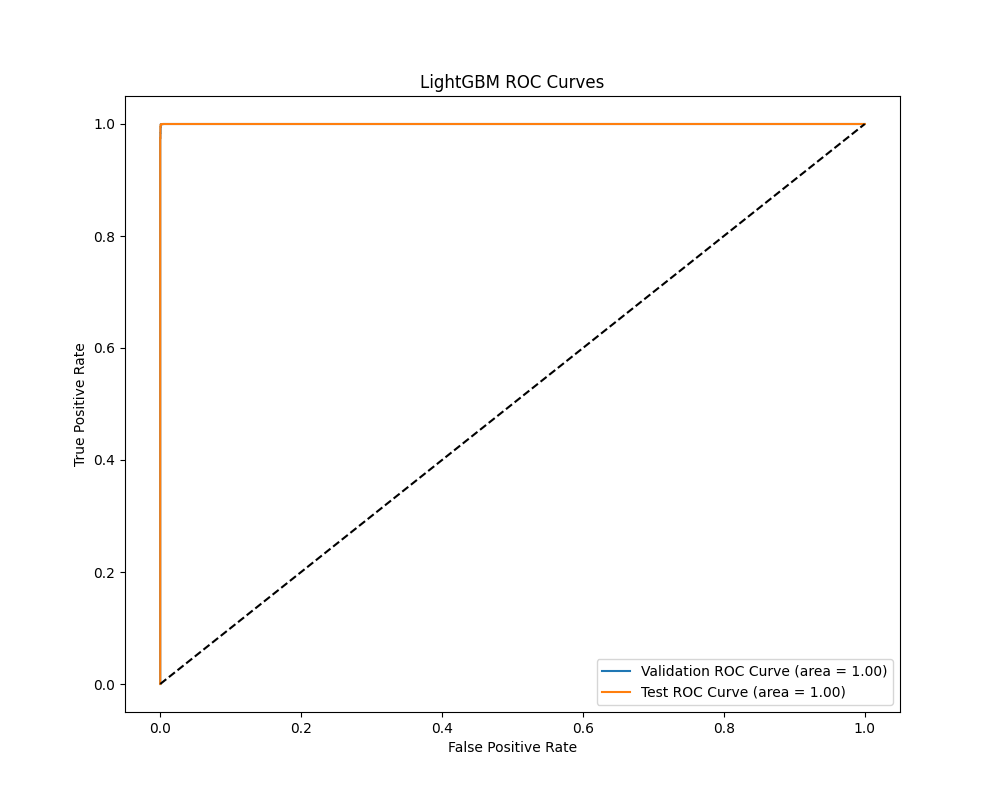 LightGBM ROC Curves
1.0
0.8
0.6
0.4
0.2
0.0
True Positive Rate
0.0 0.2 0.4 0.6 0.8 1.0
False Positive Rate
Validation ROC Curve (area = 1.00)
Test ROC Curve (area = 1.00)